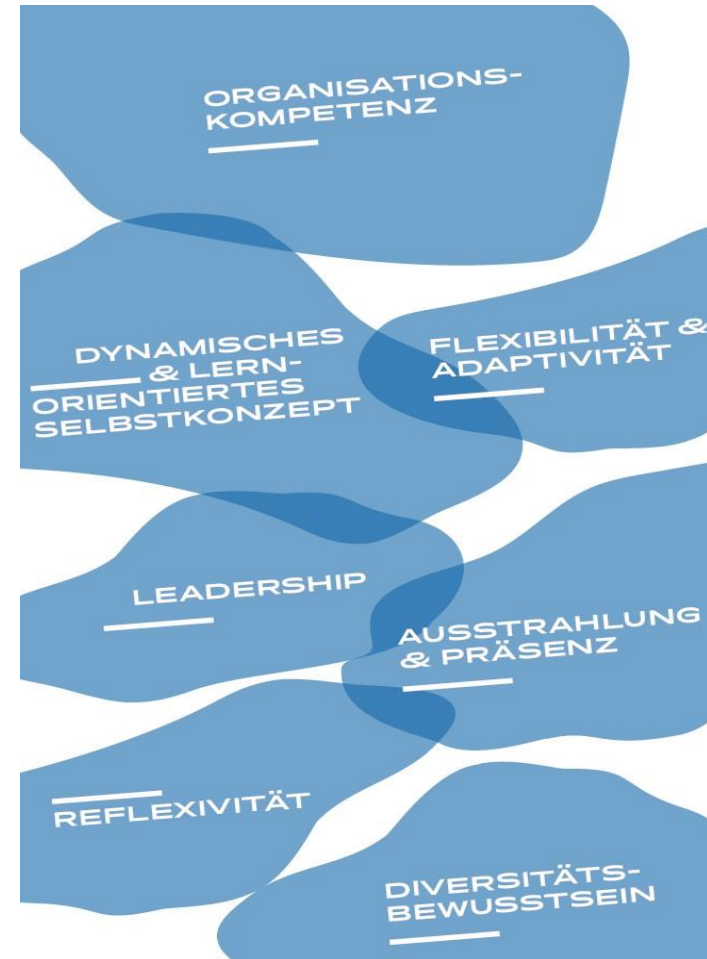 ORGANISATIONS-
KOMPETENZ
DYNAMISCHES
& LERN-
ORIENTIERTES
SELBSTKONZEPT
FLEXIBILITÄT &
ADAPTIVITÄT
LEADERSHIP
AUSSTRAHLUNG
& PRÄSENZ
REFLEXIVITÄT
DIVERSITÄTS-
BEWUSSTSEIN